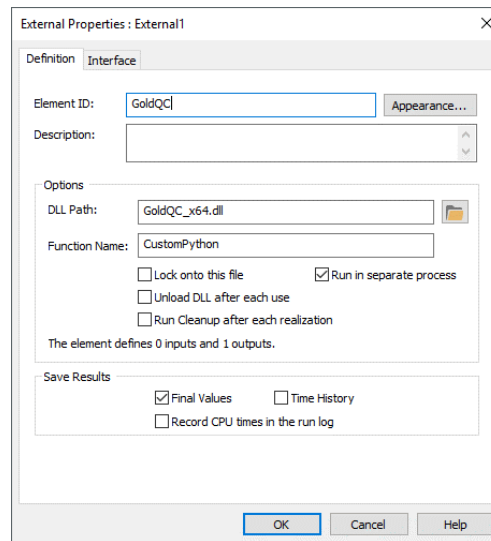 External Properties : External1
Definition Interface
Element ID: GoldQC Appearance...
Description:
Options
DLL Path: GoldQC_x64.dll
Function Name: CustomPython
Lock onto this file Run in separate process
Unload DLL after each use
Run Cleanup after each realization
The element defines 0 inputs and 1 outputs.
Save Results
Final Values Time History
Record CPU times in the run log
OK Cancel Help